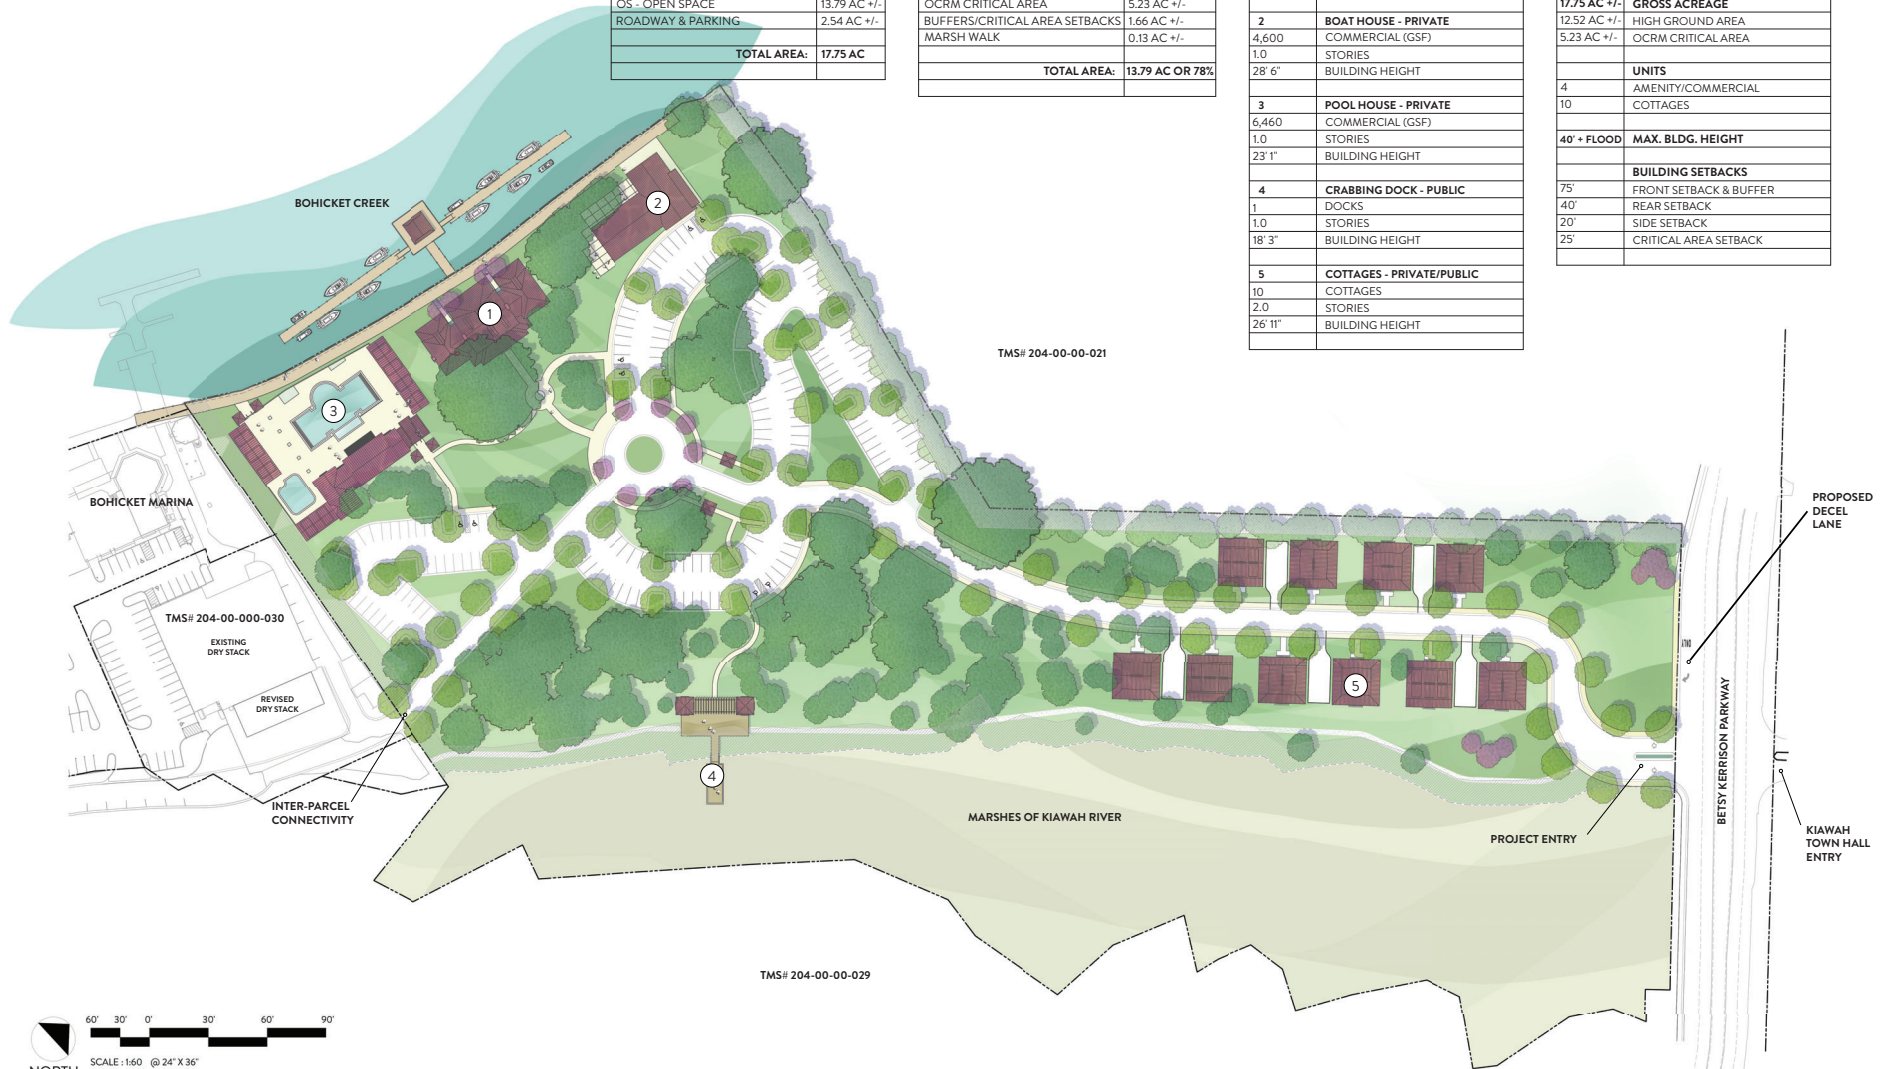 OS - OPEN SPACE 13.79 AC +/-
ROADWAY & PARKING 2.54 AC +/-
TOTAL AREA: 17.75 AC
OCRM CRITICAL AREA 5.23 AC +/-
BUFFERS/CRITICAL AREA SETBACKS 1.66 AC +/-
MARSH WALK 0.13 AC +/-
TOTAL AREA: 13.79 AC OR 78%
2 BOAT HOUSE - PRIVATE
4,600 COMMERCIAL (GSF)
1.0 STORIES
28' 6" BUILDING HEIGHT
3 POOL HOUSE - PRIVATE
6,460 COMMERCIAL (GSF)
1.0 STORIES
23' 1" BUILDING HEIGHT
4 CRABBING DOCK - PUBLIC
1 DOCKS
1.0 STORIES
18' 3" BUILDING HEIGHT
5 COTTAGES - PRIVATE/PUBLIC
10 COTTAGES
2.0 STORIES
26' 11" BUILDING HEIGHT
17.75 AC +/- GROSS ACREAGE
12.52 AC +/- HIGH GROUND AREA
5.23 AC +/- OCRM CRITICAL AREA
UNITS
4 AMENITY/COMMERCIAL
10 COTTAGES
40' + FLOOD MAX. BLDG. HEIGHT
BUILDING SETBACKS
75' FRONT SETBACK & BUFFER
40' REAR SETBACK
20' SIDE SETBACK
25' CRITICAL AREA SETBACK
BOHICKET CREEK
2
1
3
TMS# 204-00-00-021
BOHICKET MARINA
PROPOSED
DECEL
LANE
TMS# 204-00-000-030
EXISTING
DRY STACK
REVISED
DRY STACK
ONLY
5
4
BETSY KERRISON PARKWAY
INTER-PARCEL
CONNECTIVITY
MARSHES OF KIAWAH RIVER
PROJECT ENTRY
KIAWAH
TOWN HALL
ENTRY
TMS# 204-00-00-029
60' 30' 0' 30' 60' 90'
SCALE : 1:60 @ 24" X 36"
NORTH